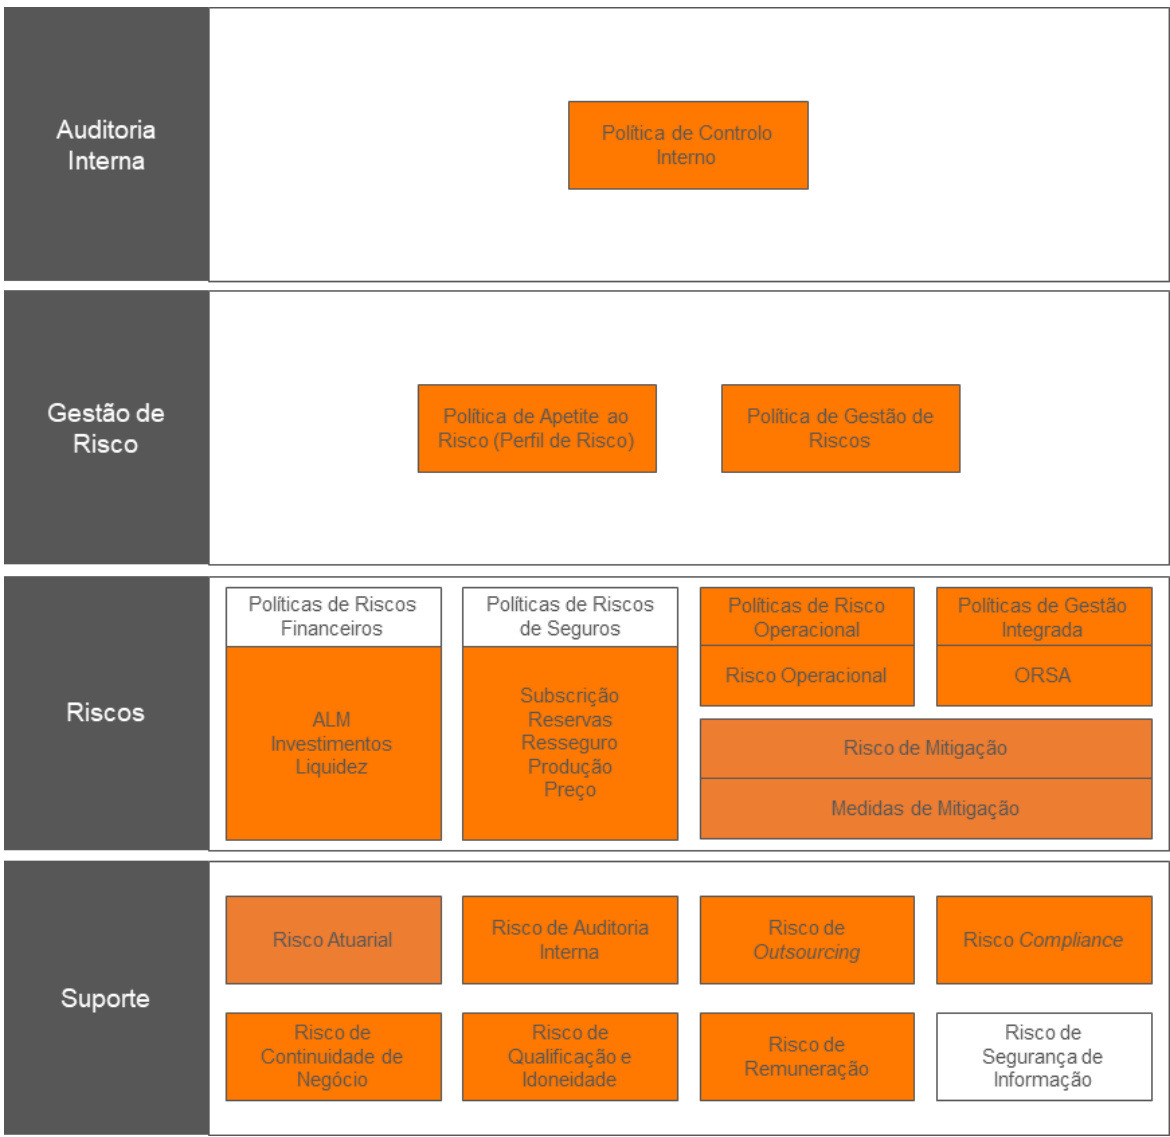 Auditoria
Interna
Política de Controlo
Interno
Gestão de
Risco
Política de Apetite ao
Risco (Perfil de Risco)
Política de Gestão de
Riscos
Riscos
Políticas de Riscos
Financeiros
ALM
Investimentos
Liquidez
Políticas de Riscos
de Seguros
Subscrição
Reservas
Resseguro
Produção
Preço
Políticas de Risco
Operacional
Risco Operacional
Políticas de Gestão
Integrada
ORSA
Risco de Mitigação
Medidas de Mitigação
Suporte
Risco Atuarial
Risco de Auditoria
Interna
Risco de
Outsourcing
Risco Compliance
Risco de
Continuidade de
Negócio
Risco de
Qualificação e
Idoneidade
Risco de
Remuneração
Risco de
Segurança de
Informação